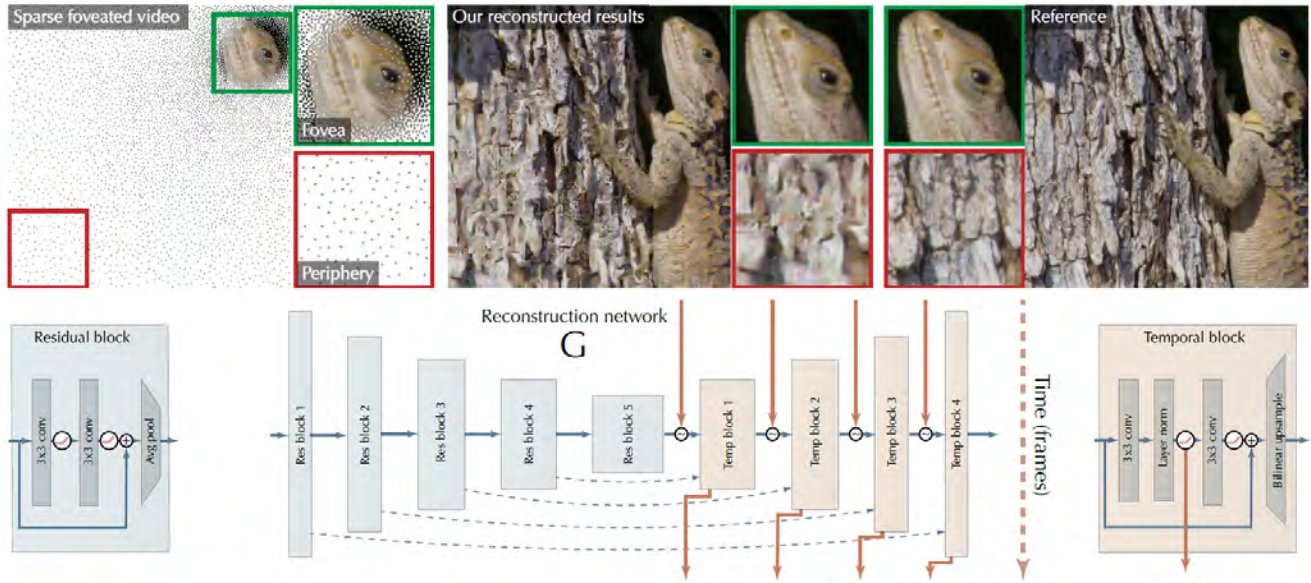 Sparse foveated video
Fovea
Periphery
Our reconstructed results
Reference
Residual block
3x3 conv
3x3 conv
Avg pool
Reconstruction network
G
Res block 1
Res block 2
Res block 3
Res block 4
Res block 5
Temp block 1
Temp block 2
Temp block 3
Temp block 4
Time (frames)
Temporal block
3x3 conv
Layer norm
3x3 conv
Bilinear upsample